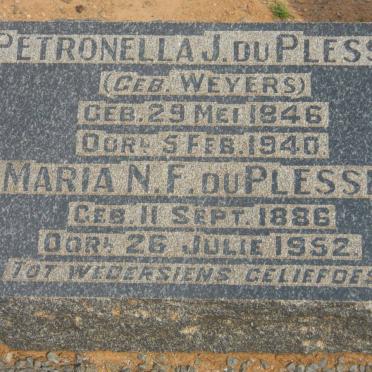 PETRONELLA J. DU PLESS
(GEB. WEYERS)
GEB. 29 MEI 1846
OORL 5 FEB. 1940.
MARIA N. F. DU PLESSI
GEB. 11 SEPT. 1886
OORL 26 JULIE 1952.
TOT WEDERSIENS GELIEFDES